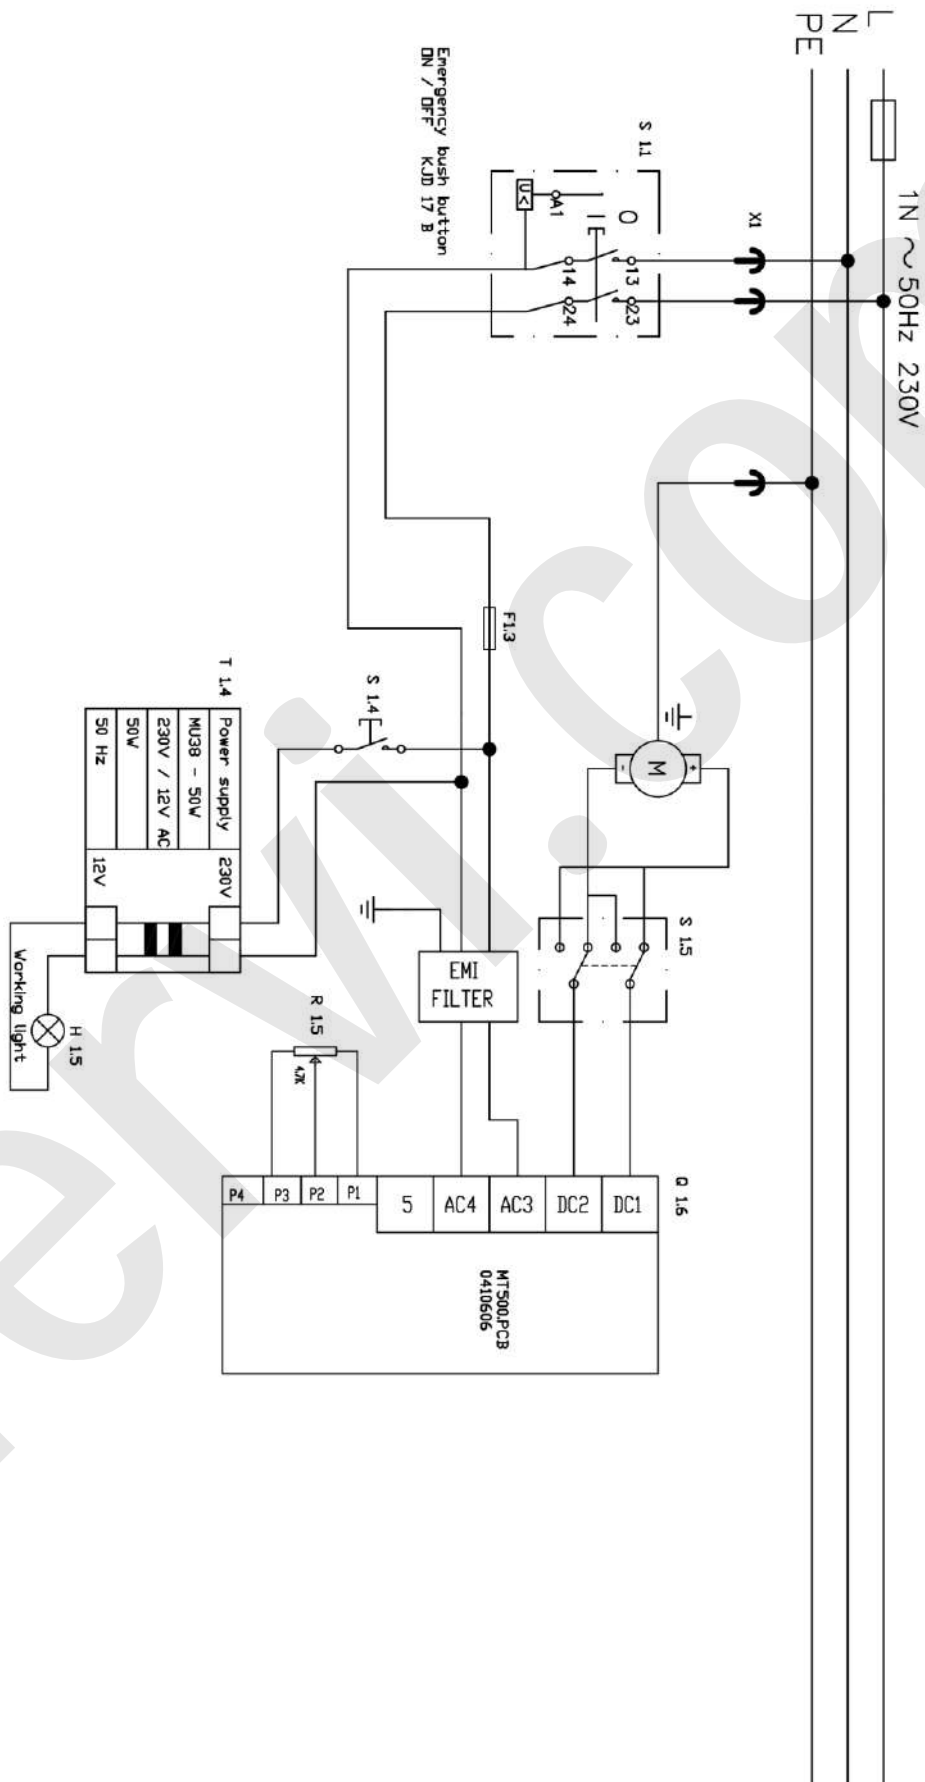 L
N
PE
1N ~ 50Hz 230V
X1
S 1.1
Emergency bush button
ON / OFF KJD 17 B
U<
A1
0
I
13
14
23
24
F1.3
M
+
-
S 1.5
S 1.4
T 1.4
Power supply
230V
MU38 - 50W
230V / 12V AC
50W
50 Hz
12V
Working light
H 1.5
EMI
FILTER
R 1.5
4.7K
Q 1.6
P4
P3
P2
P1
5
AC4
AC3
DC2
DC1
MT500.PCB
0410606
ervi.com